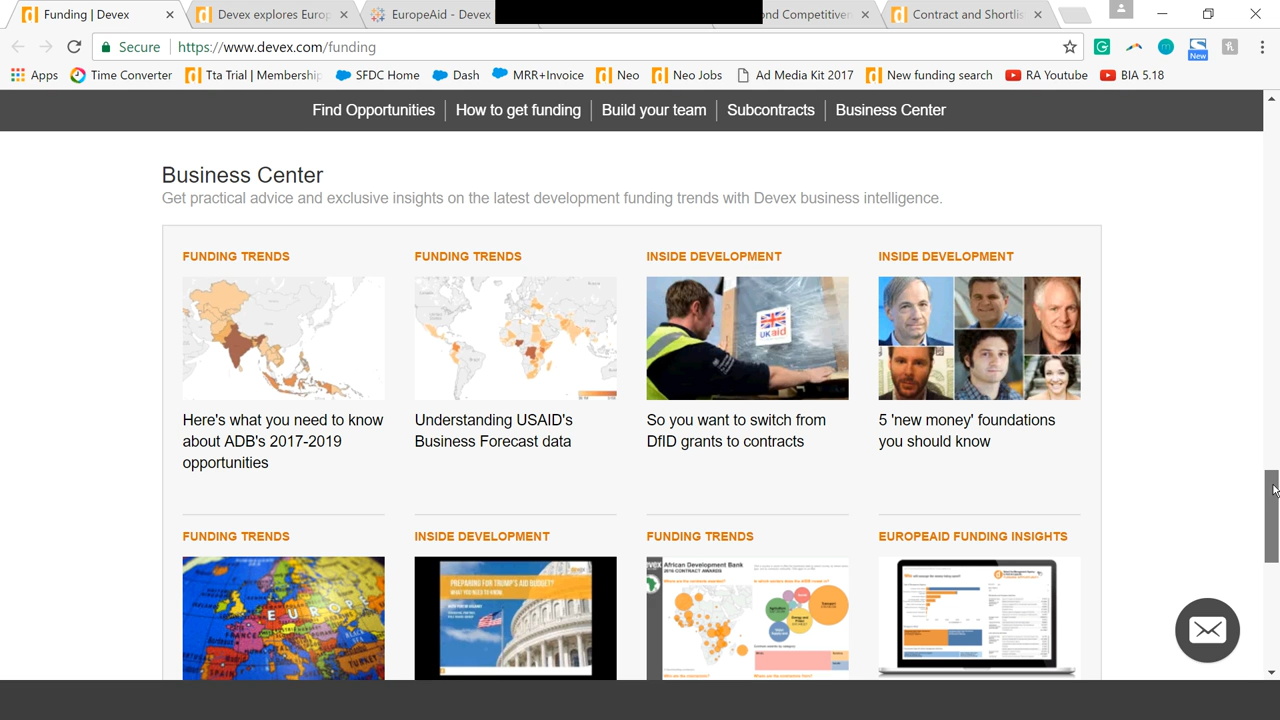 Funding | Devex
Devex explores Europ
EuropeAid - Devex
ond Competitiven
Contract and Shortlis
Secure
https://www.devex.com/funding
New
Apps
Time Converter
Tta Trial | Membership
SFDC Home
Dash
MRR+Invoice
Neo
Neo Jobs
Ad Media Kit 2017
New funding search
RA Youtube
BIA 5.18
Find Opportunities
How to get funding
Build your team
Subcontracts
Business Center
Business Center
Get practical advice and exclusive insights on the latest development funding trends with Devex business intelligence.
FUNDING TRENDS
FUNDING TRENDS
INSIDE DEVELOPMENT
INSIDE DEVELOPMENT
UKaid
Here's what you need to know
about ADB's 2017-2019
opportunities
Understanding USAID's
Business Forecast data
So you want to switch from
DfID grants to contracts
5 'new money' foundations
you should know
FUNDING TRENDS
INSIDE DEVELOPMENT
FUNDING TRENDS
EUROPEAID FUNDING INSIGHTS
PREPARING FOR TRUMP'S AID BUDGET?
WHAT YOU NEED TO KNOW
African Development Bank
2016 CONTRACT AWARDS
TURKEY